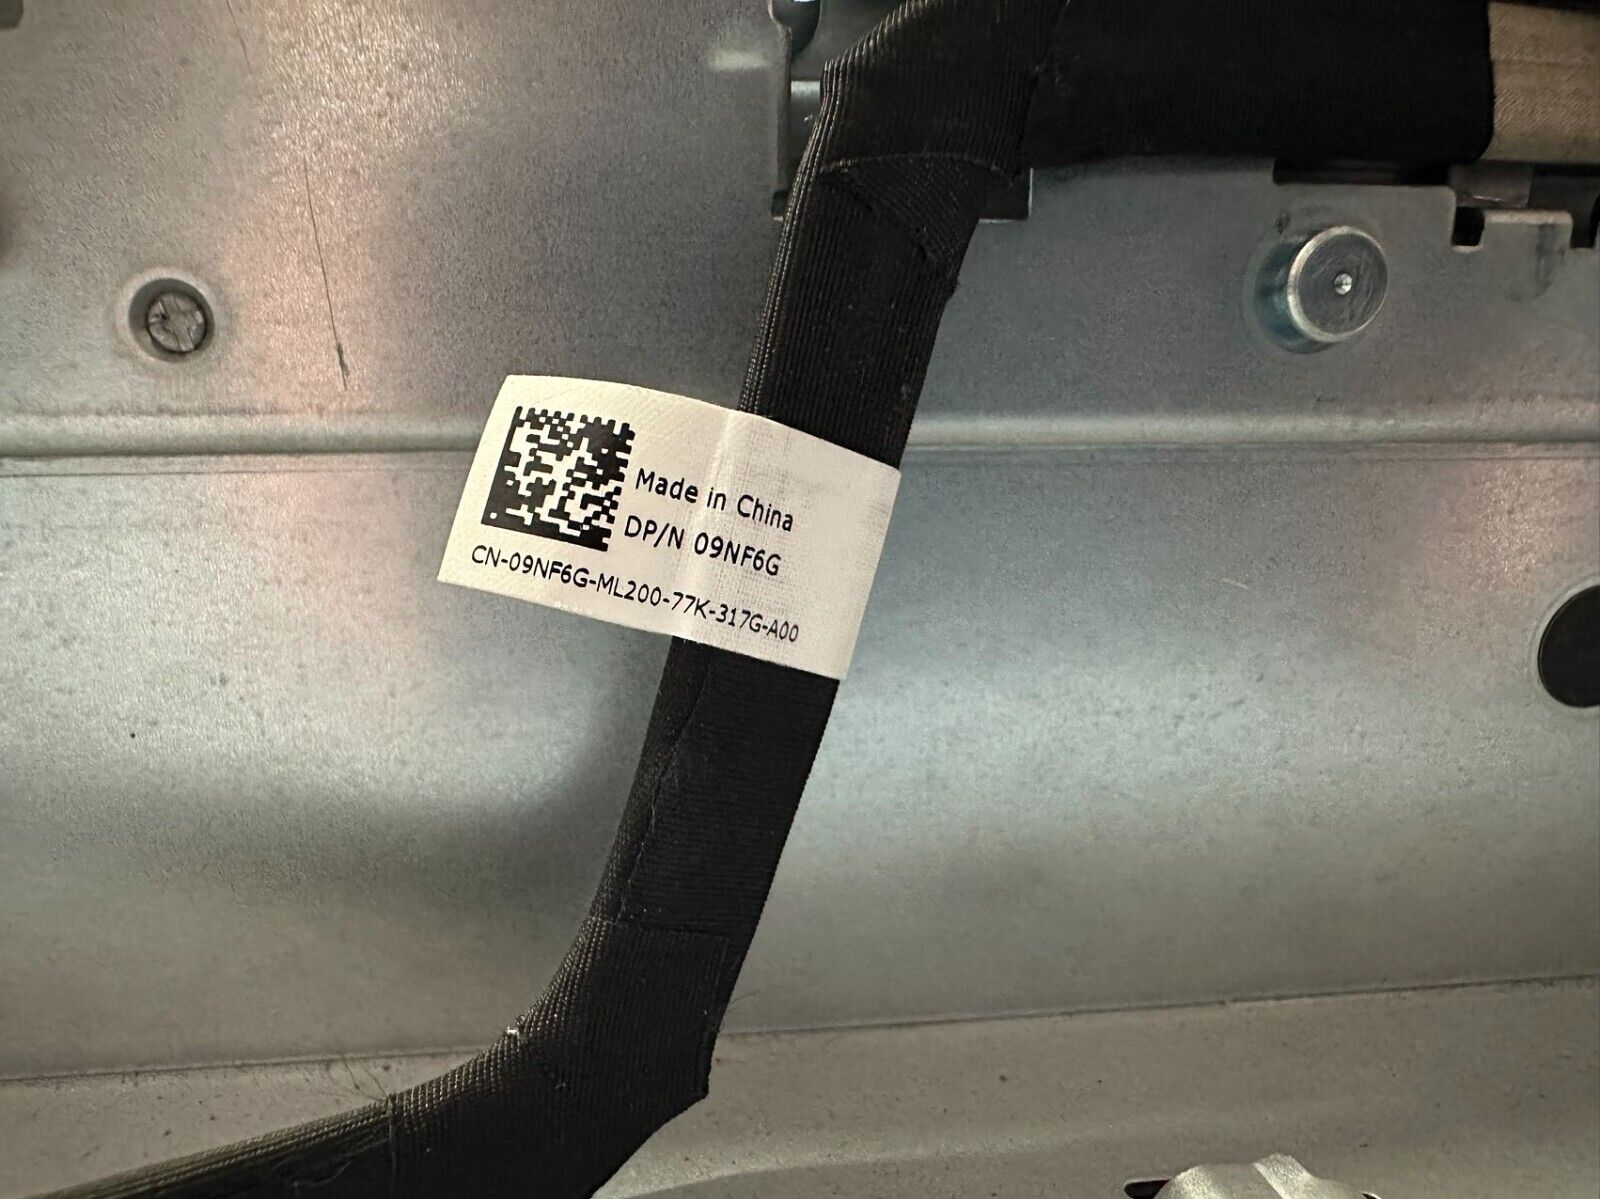 Made in China
DP/N 09NF6G
CN-09NF6G-ML200-77K-317G-A00